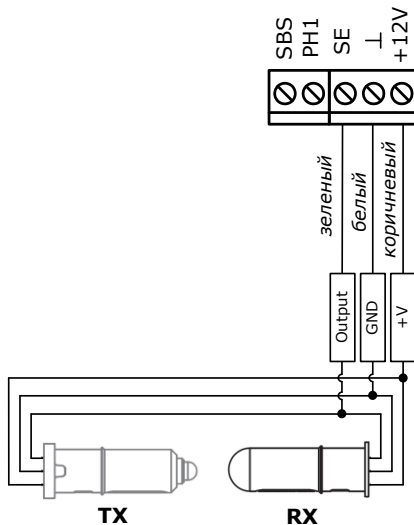 SBS
PH1
SE
⊥
+12V
зеленый
белый
коричневый
Output
GND
+V
TX
RX